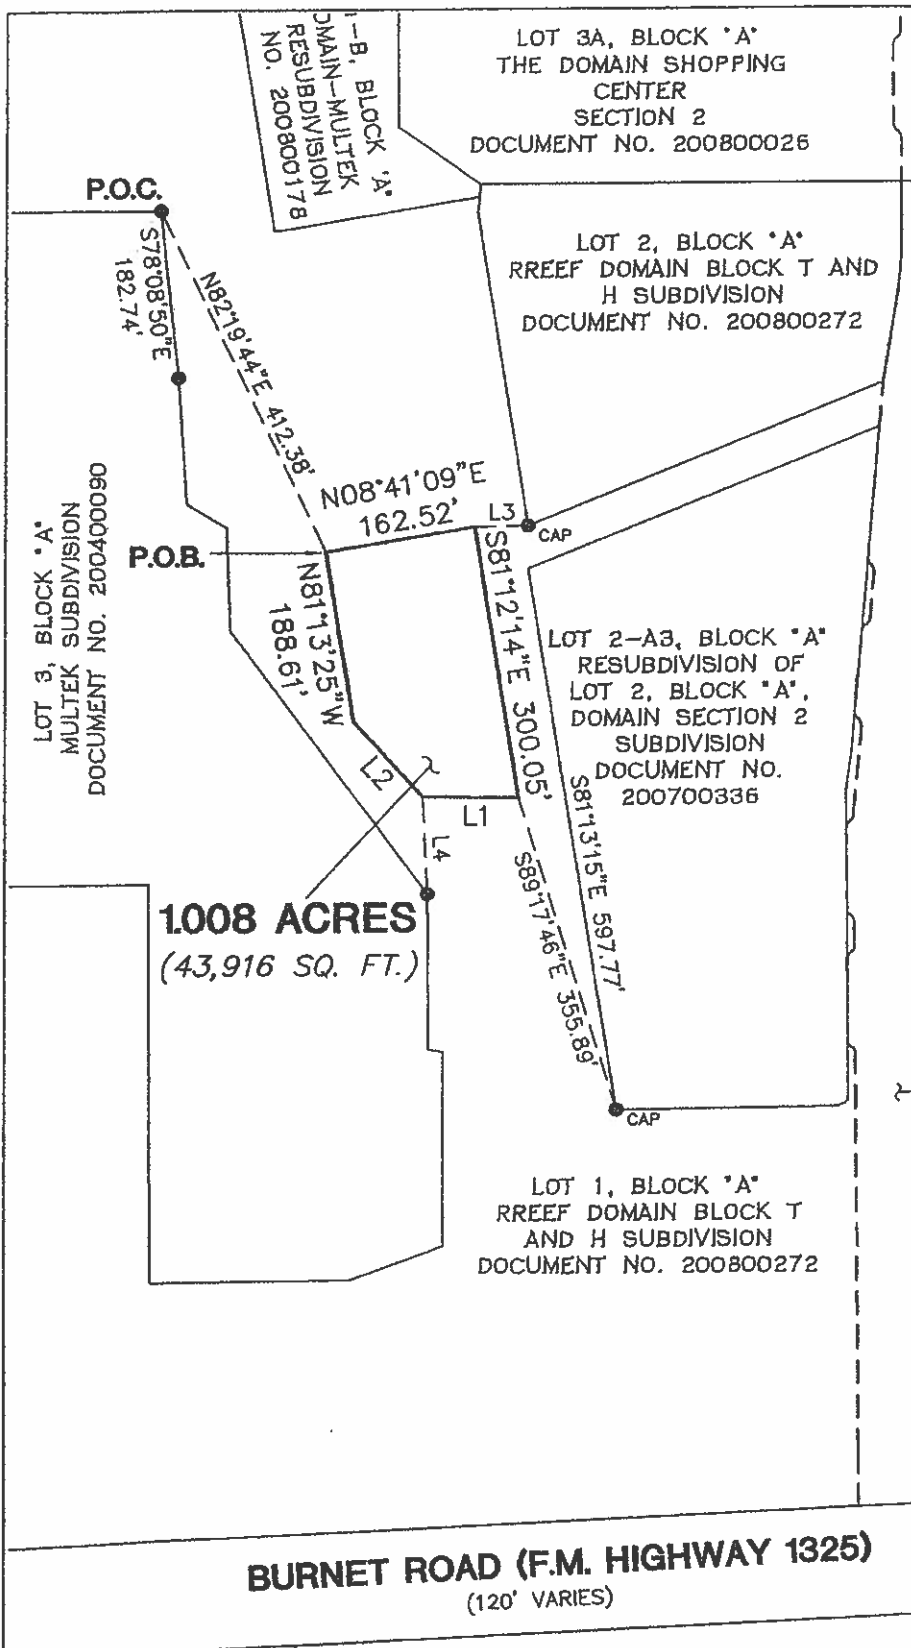 1-B, BLOCK "A"
DOMAIN-MULTEK
RESUBDIVISION
NO. 200800178
LOT 3A, BLOCK "A"
THE DOMAIN SHOPPING
CENTER
SECTION 2
DOCUMENT NO. 200800026
P.O.C.
S78°08'50"E
182.74'
N82°19'44"E 412.38'
LOT 2, BLOCK "A"
RREEF DOMAIN BLOCK T AND
H SUBDIVISION
DOCUMENT NO. 200800272
N08°41'09"E
162.52'
L3
CAP
P.O.B.
LOT 3, BLOCK "A"
MULTEK SUBDIVISION
DOCUMENT NO. 200400090
N81°13'25"W
188.61'
S81°12'14"E 300.05'
LOT 2-A3, BLOCK "A"
RESUBDIVISION OF
LOT 2, BLOCK "A",
DOMAIN SECTION 2
SUBDIVISION
DOCUMENT NO.
200700336
L2
L1
L4
S81°13'15"E 597.77'
S89°17'46"E 355.89'
1.008 ACRES
(43,916 SQ. FT.)
CAP
LOT 1, BLOCK "A"
RREEF DOMAIN BLOCK T
AND H SUBDIVISION
DOCUMENT NO. 200800272
BURNET ROAD (F.M. HIGHWAY 1325)
(120' VARIES)